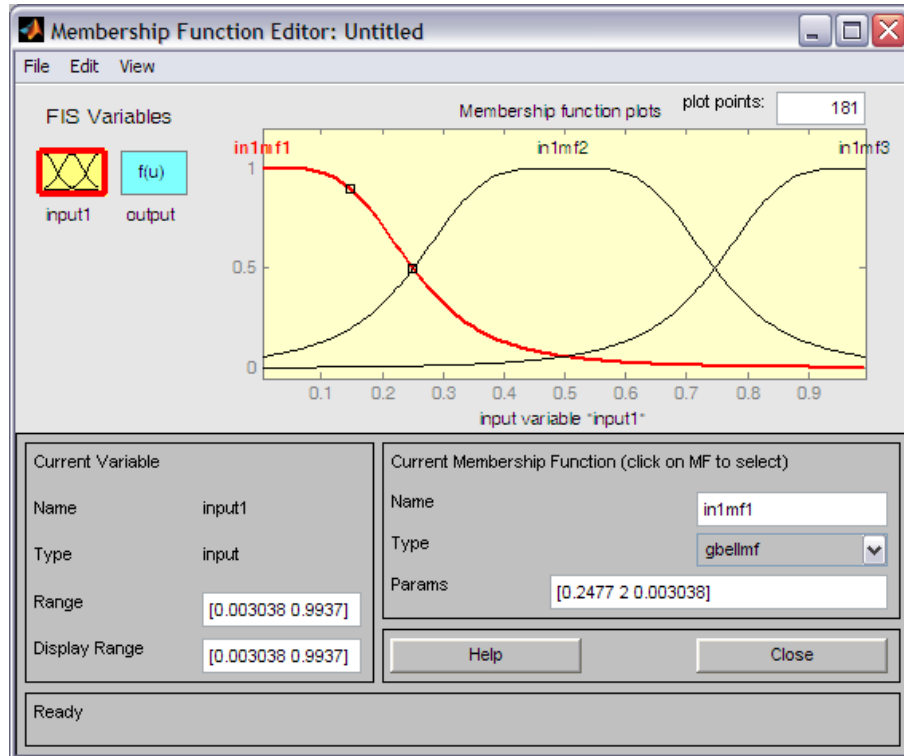 Membership Function Editor: Untitled
File Edit View
FIS Variables
f(u)
input1 output
Membership function plots plot points: 181
in1mf1 in1mf2 in1mf3
1
0.5
0
0.1 0.2 0.3 0.4 0.5 0.6 0.7 0.8 0.9
input variable "input1"
Current Variable
Name input1
Type input
Range [0.003038 0.9937]
Display Range [0.003038 0.9937]
Current Membership Function (click on MF to select)
Name in1mf1
Type gbellmf
Params [0.2477 2 0.003038]
Help Close
Ready